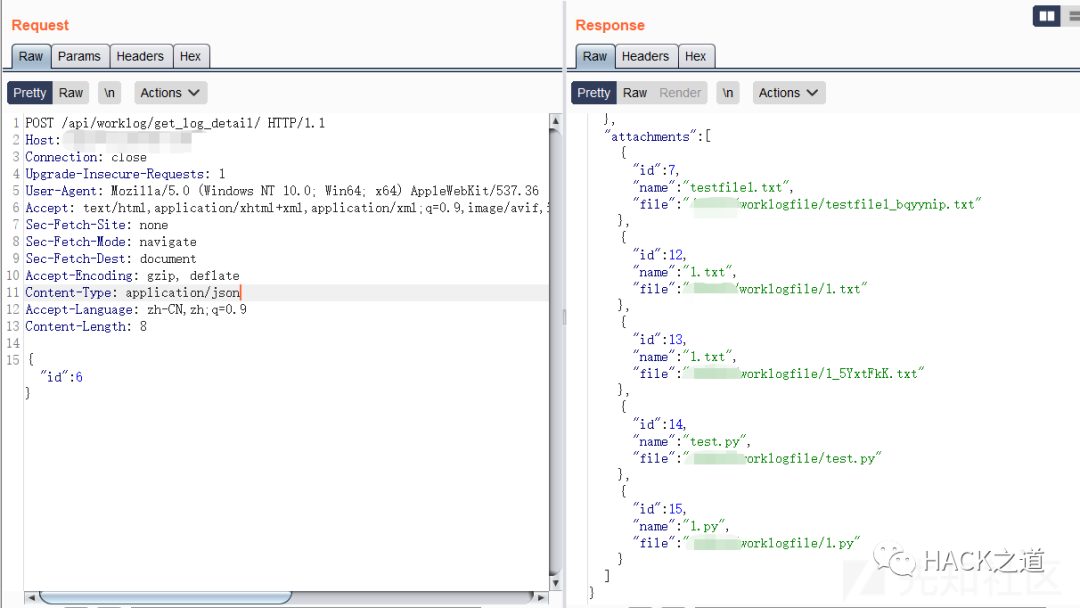 Request
Raw Params Headers Hex
Pretty Raw \n Actions
1 POST /api/worklog/get_log_detail/ HTTP/1.1
2 Host:
3 Connection: close
4 Upgrade-Insecure-Requests: 1
5 User-Agent: Mozilla/5.0 (Windows NT 10.0; Win64; x64) AppleWebKit/537.36
6 Accept: text/html,application/xhtml+xml,application/xml;q=0.9,image/avif,
7 Sec-Fetch-Site: none
8 Sec-Fetch-Mode: navigate
9 Sec-Fetch-Dest: document
10 Accept-Encoding: gzip, deflate
11 Content-Type: application/json
12 Accept-Language: zh-CN,zh;q=0.9
13 Content-Length: 8
14
15 {
"id":6
}
Response
Raw Headers Hex
Pretty Raw Render \n Actions
},
"attachments":[
{
"id":7,
"name":"testfile1.txt",
"file":"/worklogfile/testfile1_bqyynip.txt"
},
{
"id":12,
"name":"1.txt",
"file":"worklogfile/1.txt"
},
{
"id":13,
"name":"1.txt",
"file":"worklogfile/1_5YxtFkK.txt"
},
{
"id":14,
"name":"test.py",
"file":"orklogfile/test.py"
},
{
"id":15,
"name":"1.py",
"file":"worklogfile/1.py"
}
]
}
HACK之道
先知社区